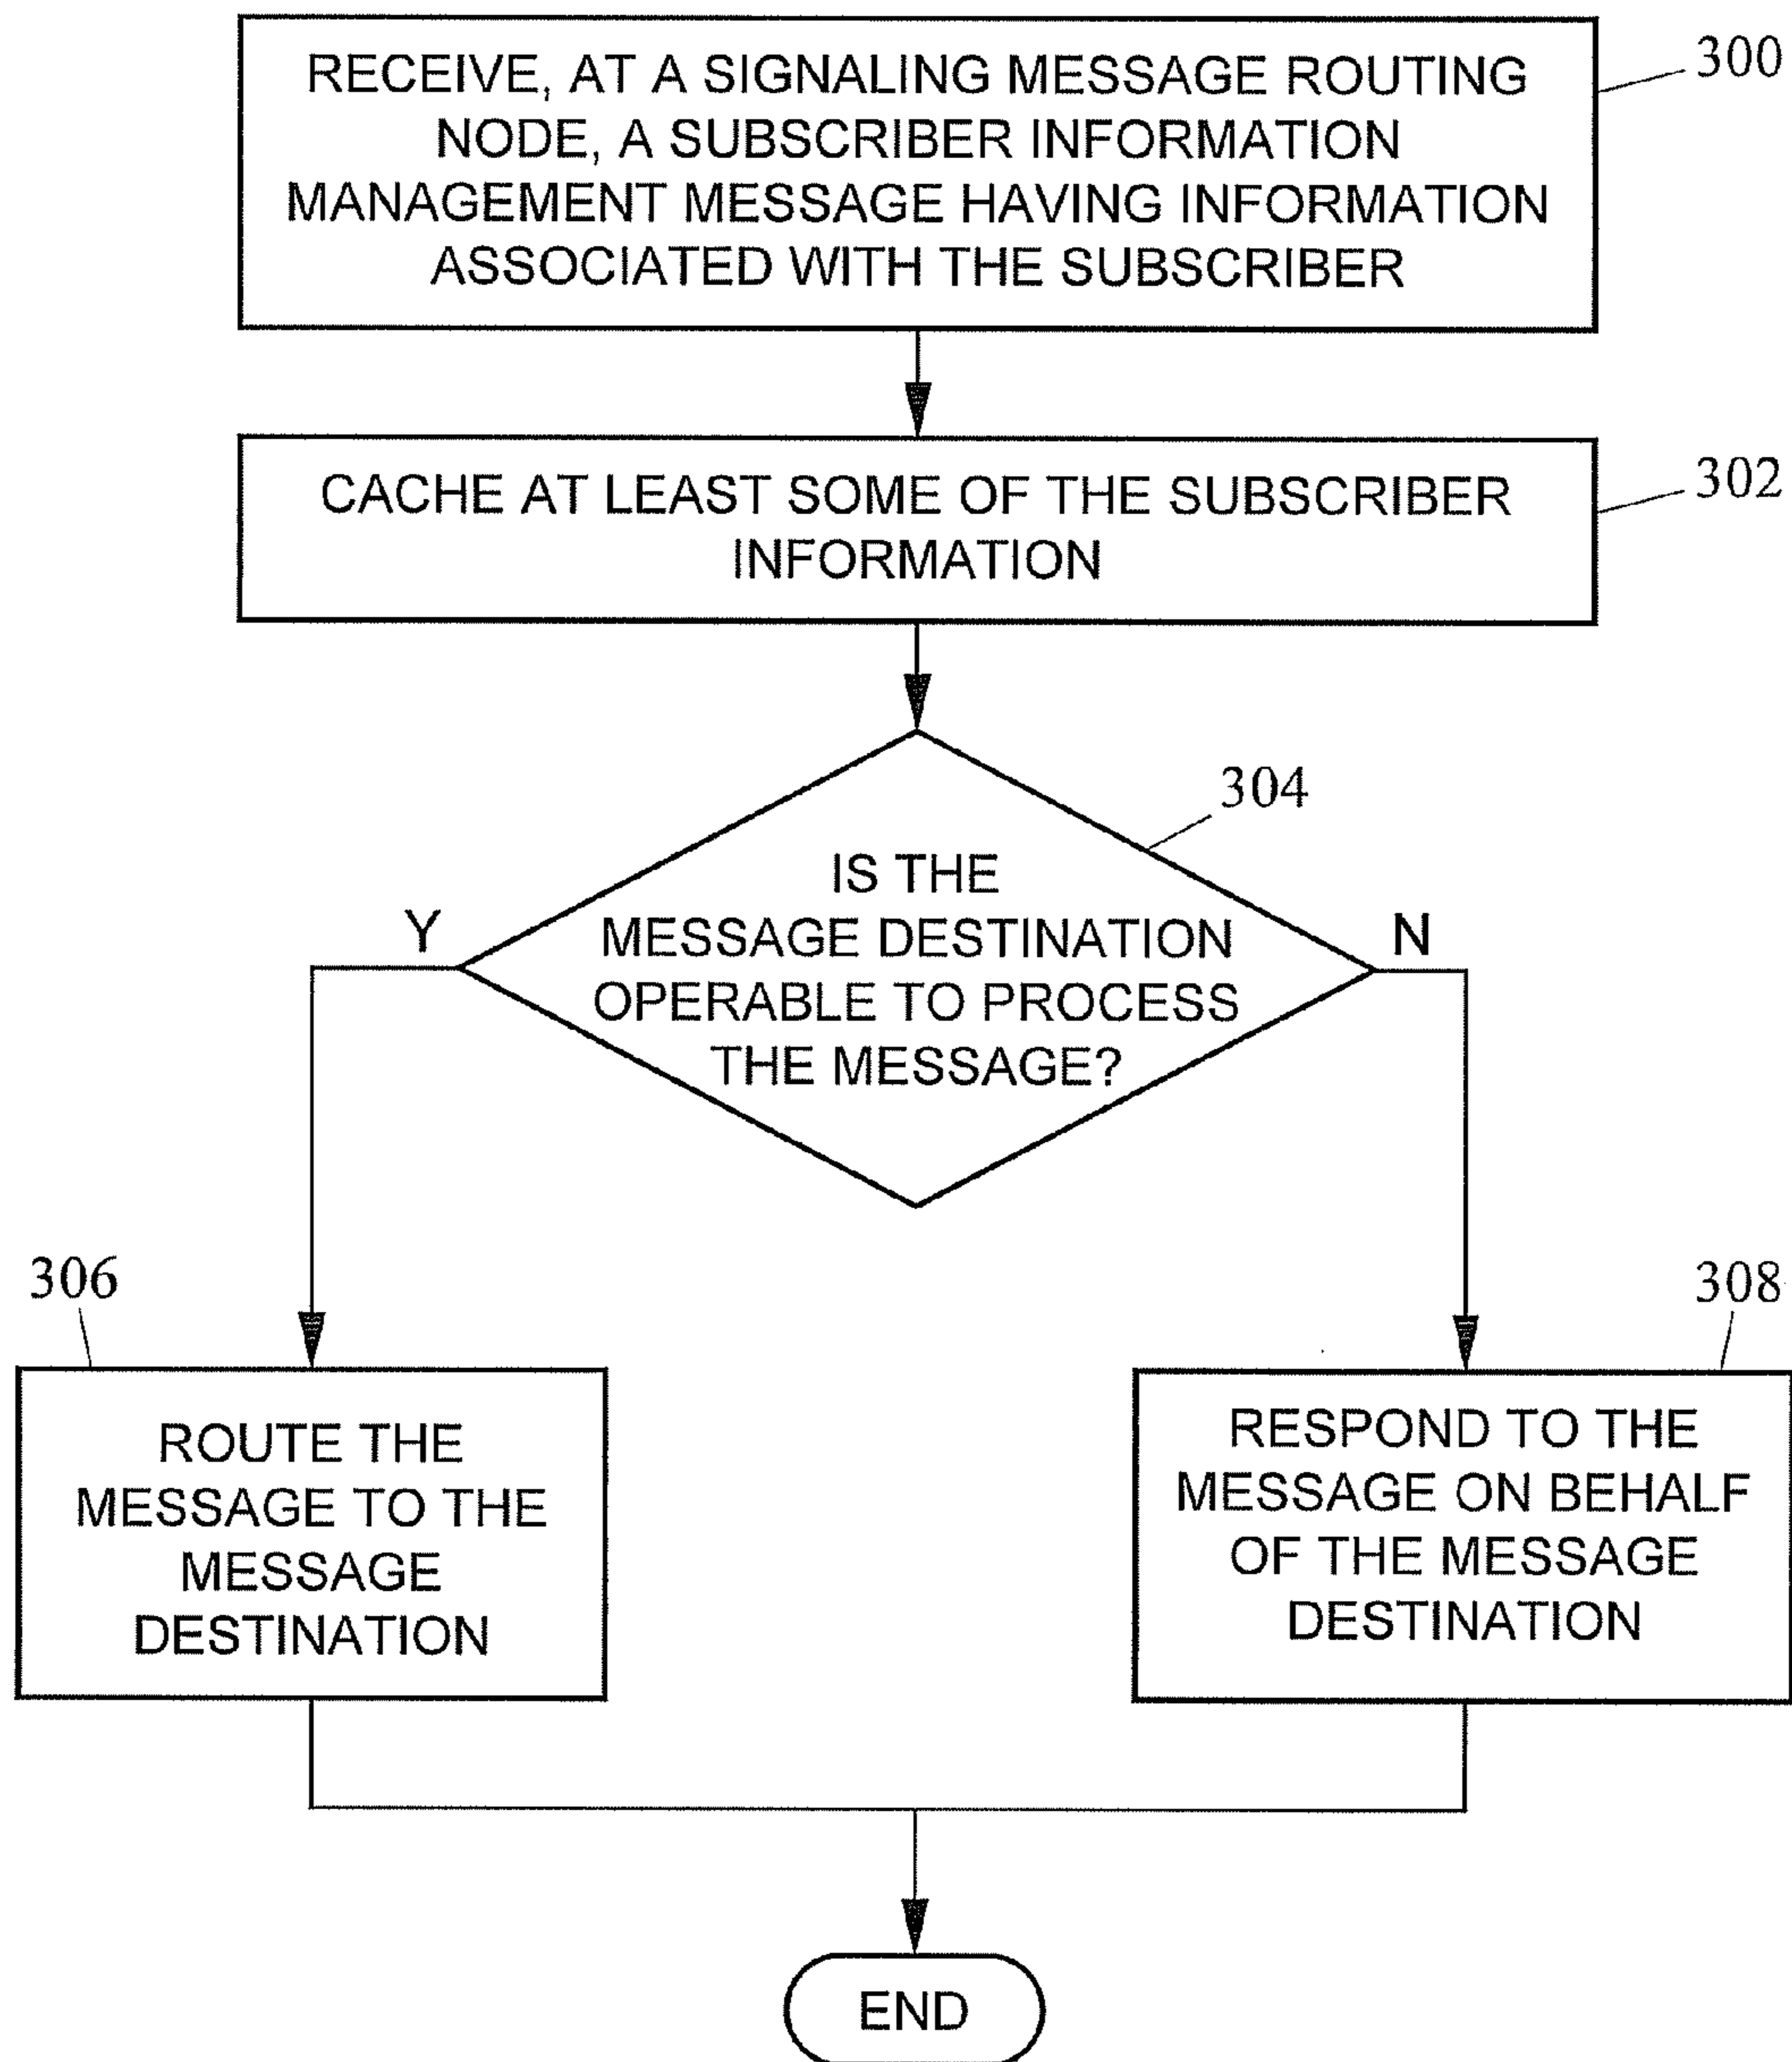 RECEIVE, AT A SIGNALING MESSAGE ROUTING
NODE, A SUBSCRIBER INFORMATION
MANAGEMENT MESSAGE HAVING INFORMATION
ASSOCIATED WITH THE SUBSCRIBER
300
CACHE AT LEAST SOME OF THE SUBSCRIBER
INFORMATION
302
304
IS THE
MESSAGE DESTINATION
OPERABLE TO PROCESS
THE MESSAGE?
Y
N
306
ROUTE THE
MESSAGE TO THE
MESSAGE
DESTINATION
308
RESPOND TO THE
MESSAGE ON BEHALF
OF THE MESSAGE
DESTINATION
END